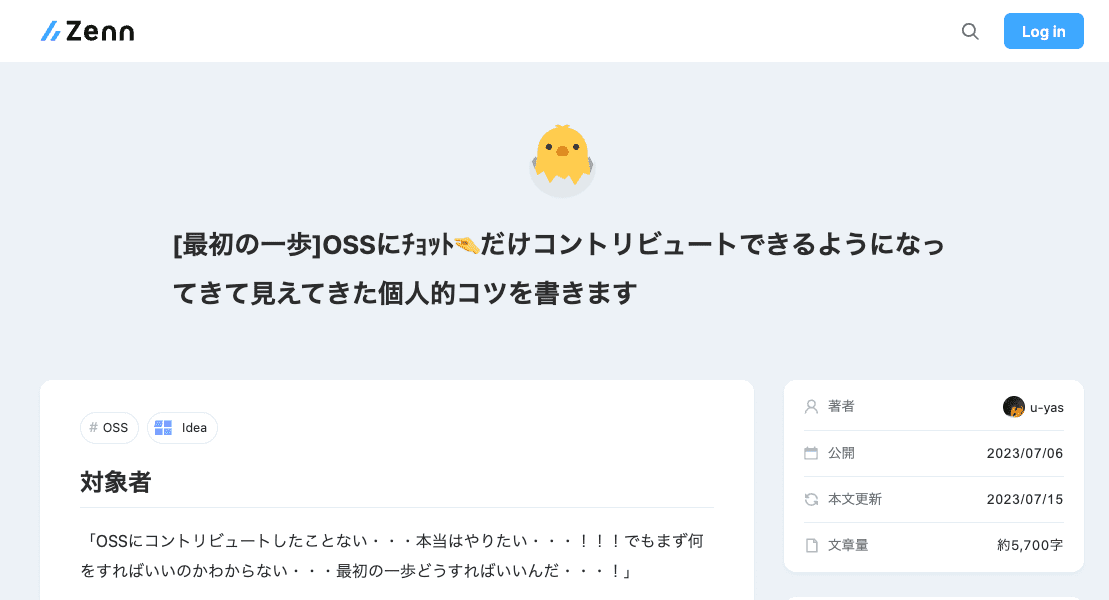 Zenn
Log in
[最初の一歩]OSSにﾁｮｯﾄ🤏だけコントリビュートできるようになっ
てきて見えてきた個人的コツを書きます
# OSS
Idea
対象者
「OSSにコントリビュートしたことない・・・本当はやりたい・・・！！！でもまず何
をすればいいのかわからない・・・最初の一歩どうすればいいんだ・・・！」
著者 u-yas
公開 2023/07/06
本文更新 2023/07/15
文章量 約5,700字